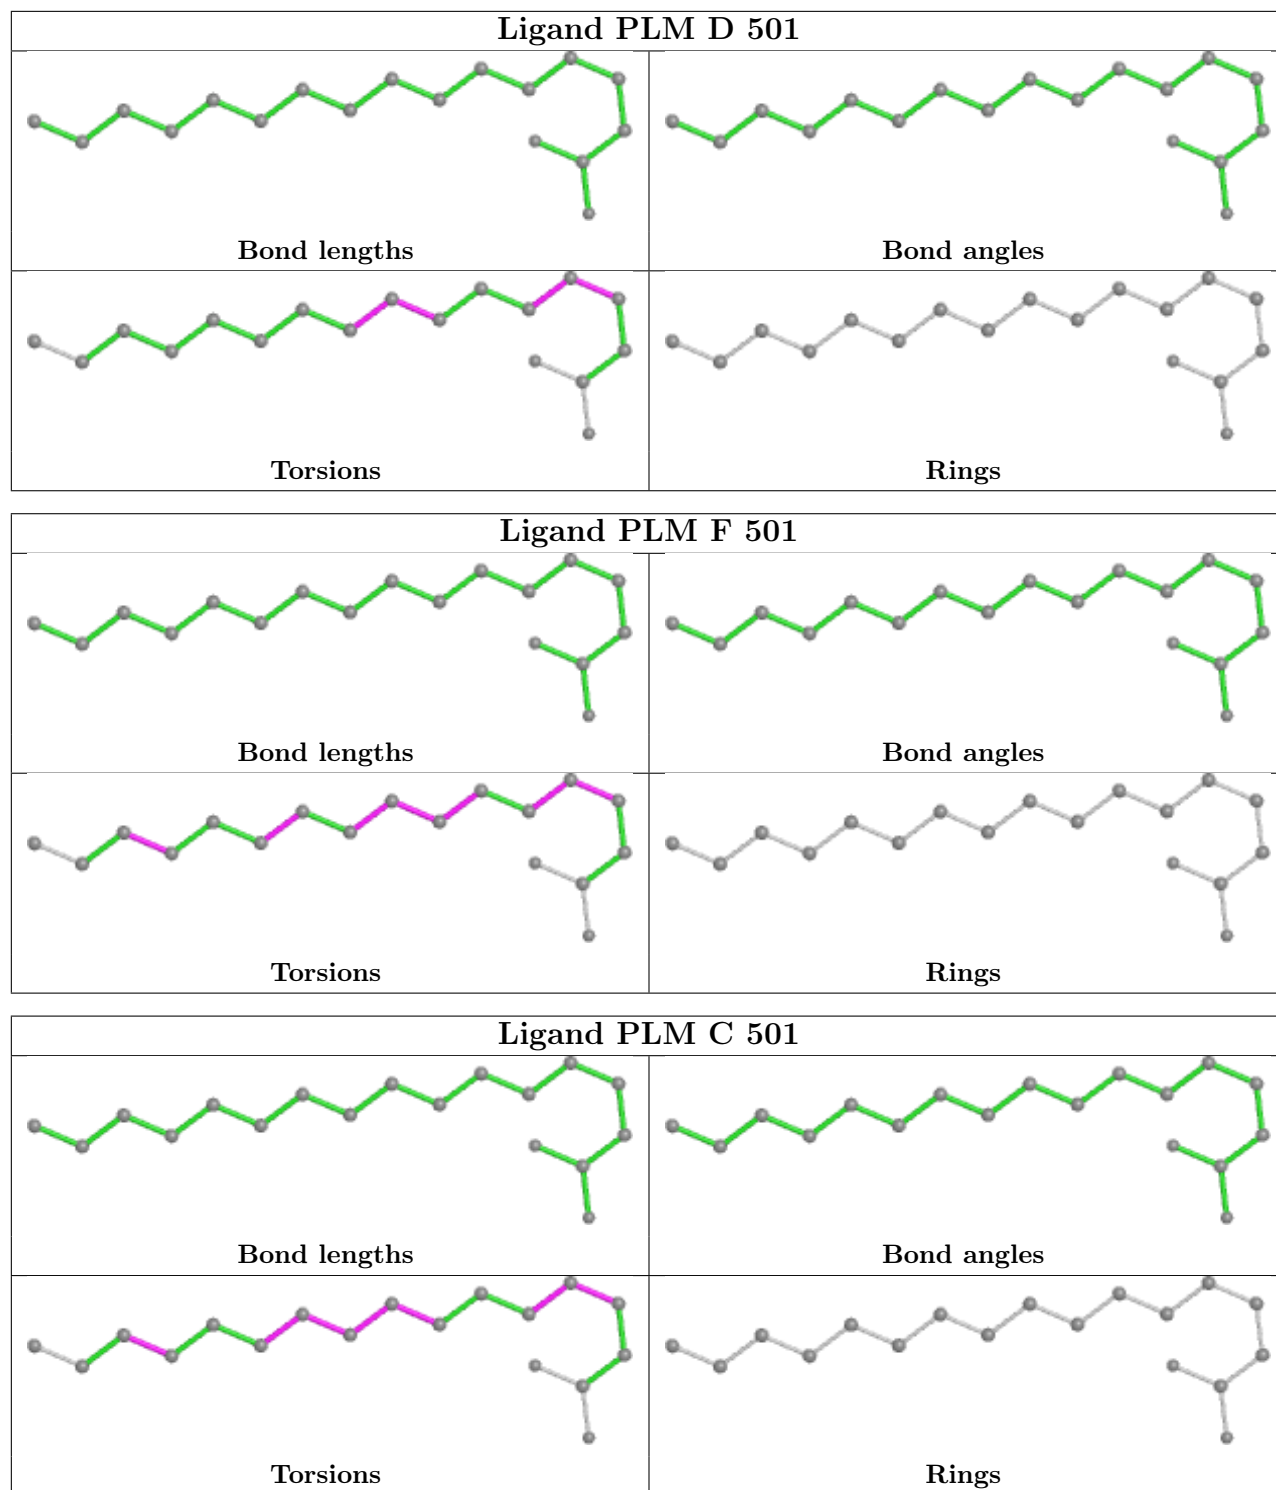 Ligand PLM D 501
Bond lengths
Bond angles
Torsions
Rings
Ligand PLM F 501
Bond lengths
Bond angles
Torsions
Rings
Ligand PLM C 501
Bond lengths
Bond angles
Torsions
Rings